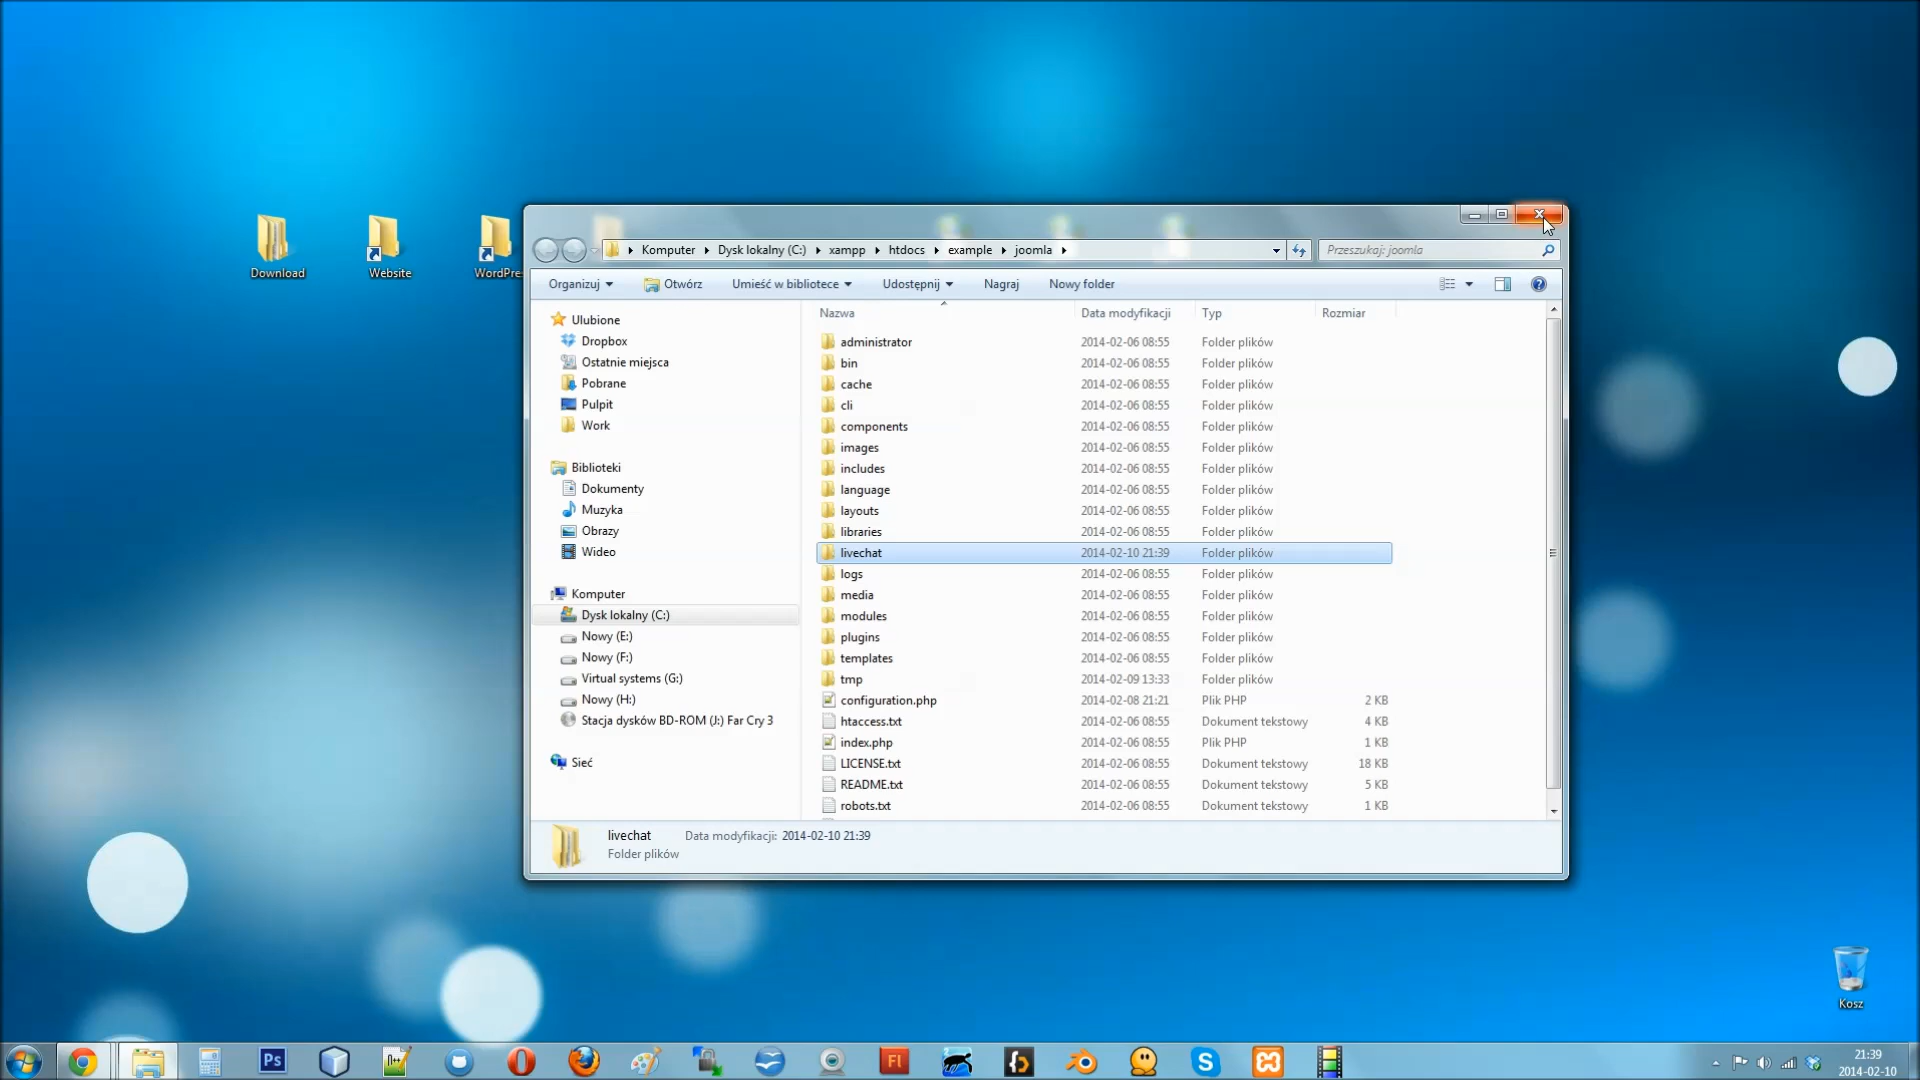 Download
Website
WordPre
Komputer
Dysk lokalny (C:)
xampp
htdocs
example
joomla
Przeszukaj: joomla
Organizuj
Otwórz
Umieść w bibliotece
Udostępnij
Nagraj
Nowy folder
Ulubione
Dropbox
Ostatnie miejsca
Pobrane
Pulpit
Work
Biblioteki
Dokumenty
Muzyka
Obrazy
Wideo
Komputer
Dysk lokalny (C:)
Nowy (E:)
Nowy (F:)
Virtual systems (G:)
Nowy (H:)
Stacja dysków BD-ROM (J:) Far Cry 3
Sieć
Nazwa Data modyfikacji Typ Rozmiar
administrator 2014-02-06 08:55 Folder plików
bin 2014-02-06 08:55 Folder plików
cache 2014-02-06 08:55 Folder plików
cli 2014-02-06 08:55 Folder plików
components 2014-02-06 08:55 Folder plików
images 2014-02-06 08:55 Folder plików
includes 2014-02-06 08:55 Folder plików
language 2014-02-06 08:55 Folder plików
layouts 2014-02-06 08:55 Folder plików
libraries 2014-02-06 08:55 Folder plików
livechat 2014-02-10 21:39 Folder plików
logs 2014-02-06 08:55 Folder plików
media 2014-02-06 08:55 Folder plików
modules 2014-02-06 08:55 Folder plików
plugins 2014-02-06 08:55 Folder plików
templates 2014-02-06 08:55 Folder plików
tmp 2014-02-09 13:33 Folder plików
configuration.php 2014-02-08 21:21 Plik PHP 2 KB
htaccess.txt 2014-02-06 08:55 Dokument tekstowy 4 KB
index.php 2014-02-06 08:55 Plik PHP 1 KB
LICENSE.txt 2014-02-06 08:55 Dokument tekstowy 18 KB
README.txt 2014-02-06 08:55 Dokument tekstowy 5 KB
robots.txt 2014-02-06 08:55 Dokument tekstowy 1 KB
livechat Data modyfikacji: 2014-02-10 21:39
Folder plików
Kosz
Ps
Fl
21:39
2014-02-10